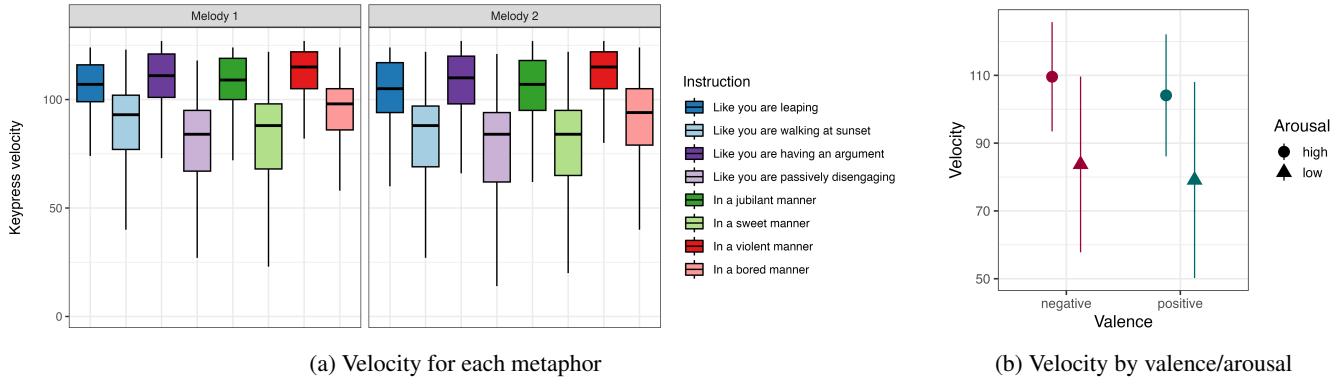 Melody 1
Melody 2
Keypress velocity
100
50
0
Instruction
Like you are leaping
Like you are walking at sunset
Like you are having an argument
Like you are passively disengaging
In a jubilant manner
In a sweet manner
In a violent manner
In a bored manner
(a) Velocity for each metaphor
Velocity
110
90
70
50
negative
positive
Valence
Arousal
high
low
(b) Velocity by valence/arousal